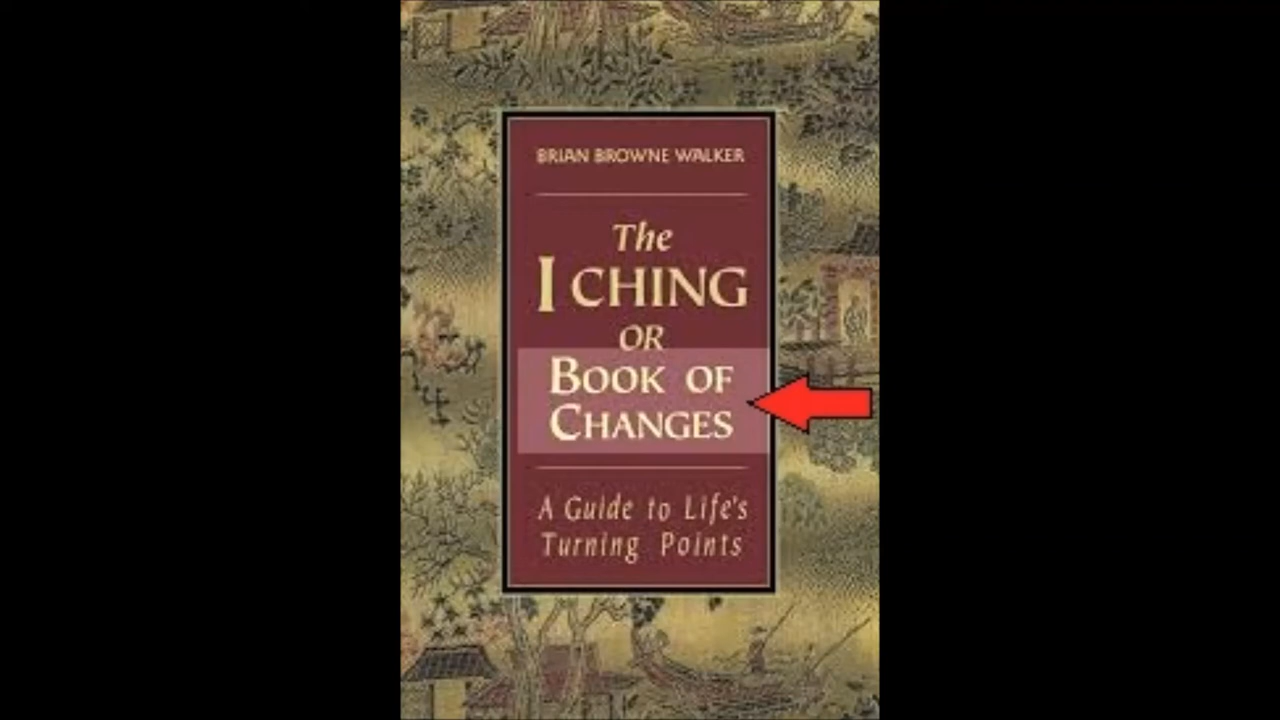 BRIAN BROWNE WALKER
The
I CHING
OR
BOOK OF
CHANGES
A Guide to Life's
Turning Points